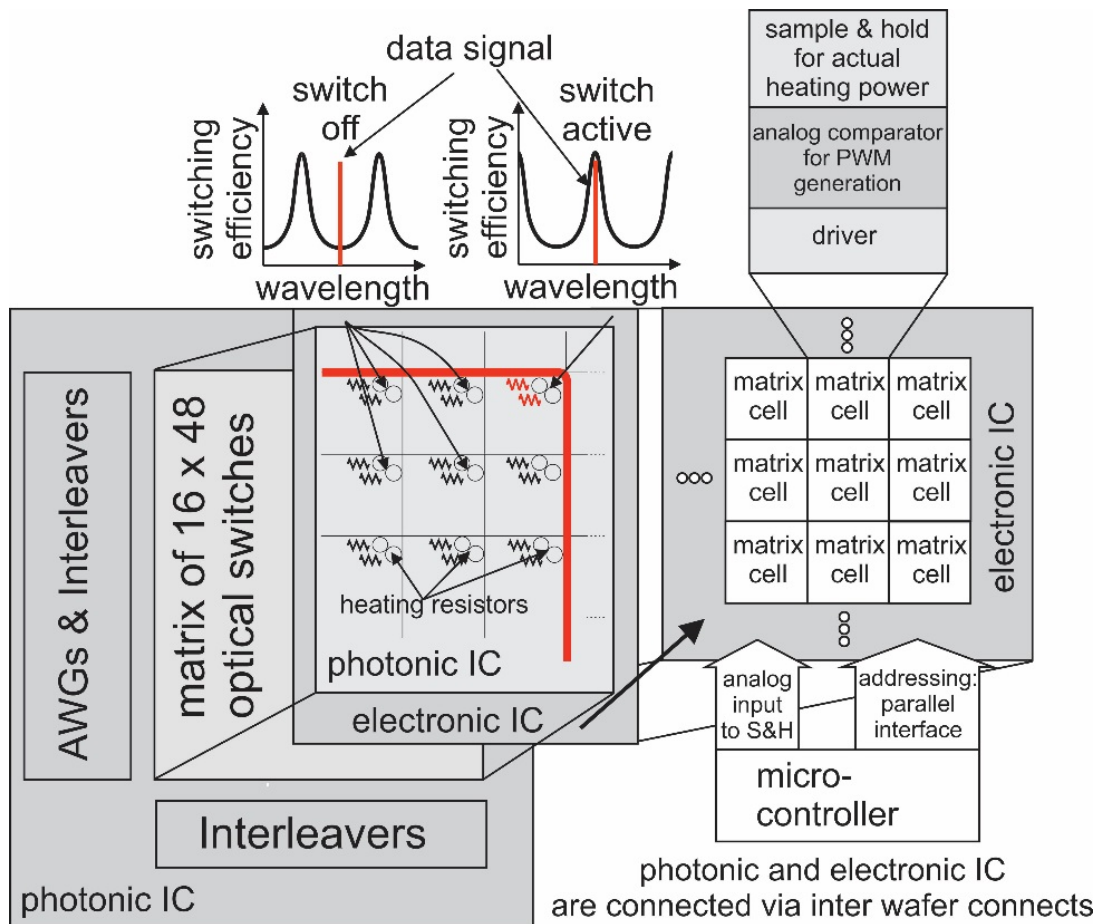 data signal
switch
off
switching
efficiency
wavelength
switch
active
switching
efficiency
wavelength
sample & hold
for actual
heating power
analog comparator
for PWM
generation
driver
AWGs & Interleavers
matrix of 16 x 48
optical switches
heating resistors
photonic IC
electronic IC
Interleavers
photonic IC
matrix
cell
matrix
cell
matrix
cell
matrix
cell
matrix
cell
matrix
cell
matrix
cell
matrix
cell
matrix
cell
electronic IC
analog
input
to S&H
addressing:
parallel
interface
micro-
controller
photonic and electronic IC
are connected via inter wafer connects